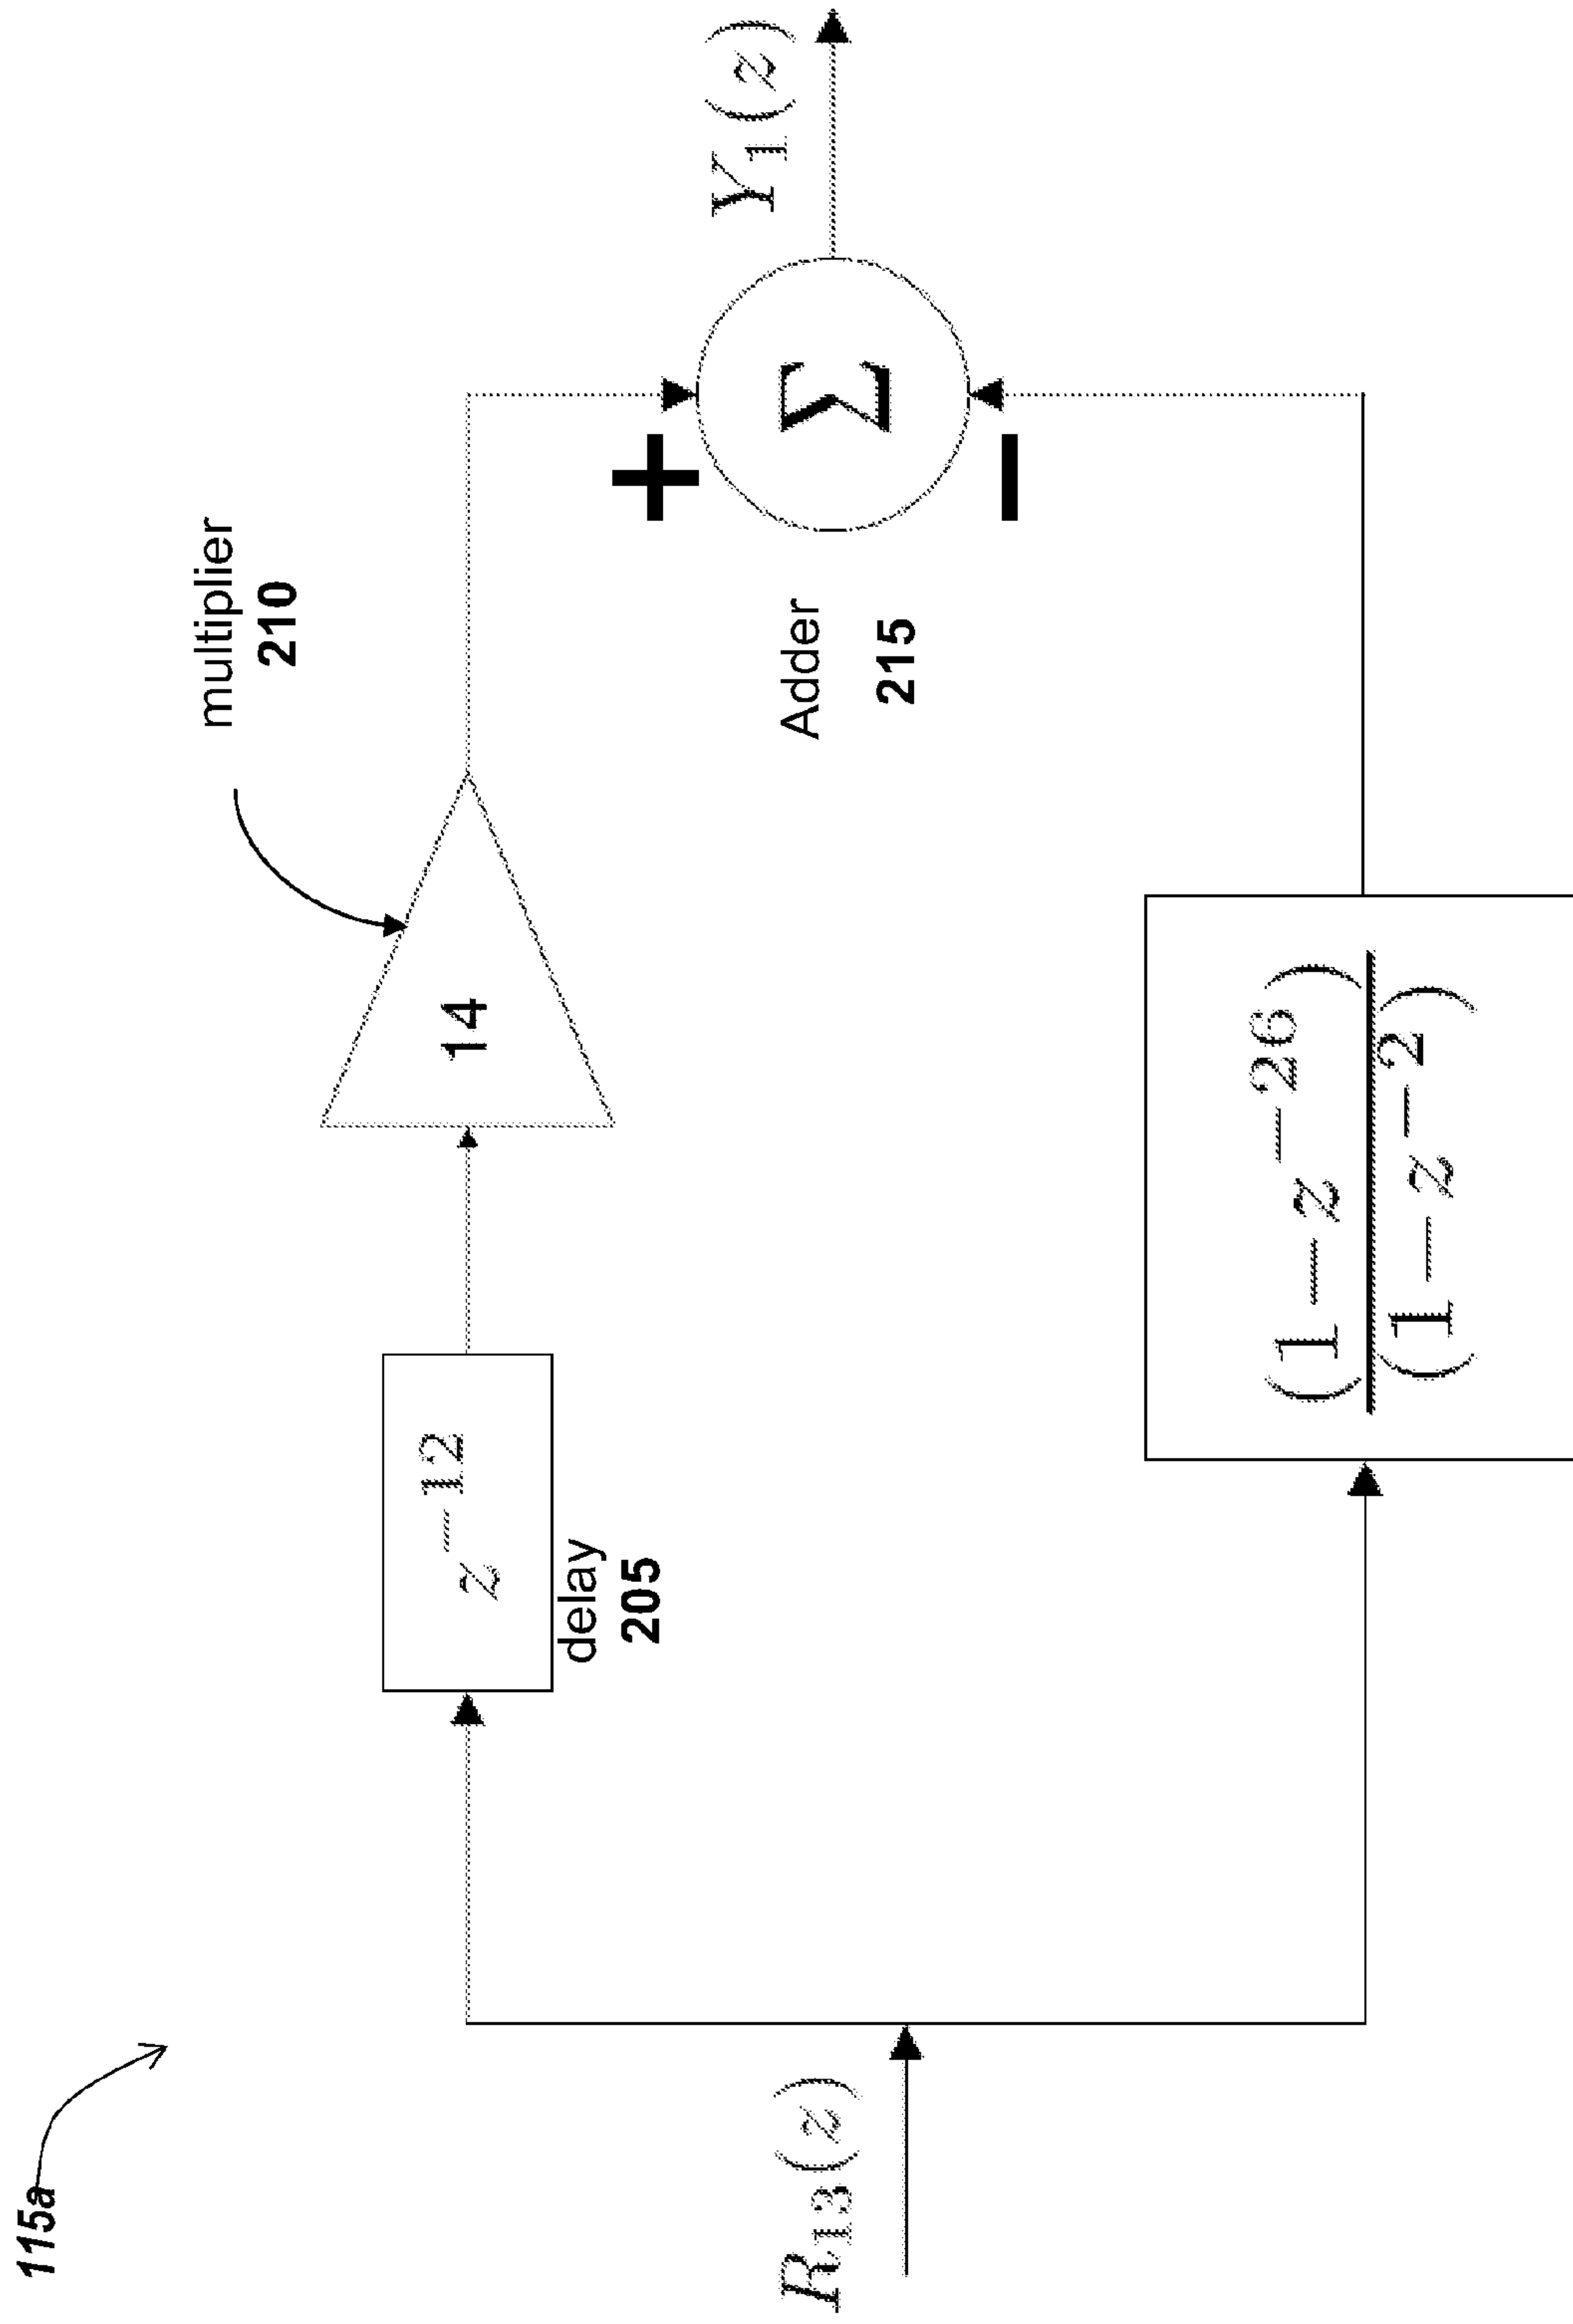 115a
R₁₃(z)
z⁻¹²
delay
205
14
multiplier
210
(1 − z⁻²⁶)
(1 − z⁻²)
Adder
215
+
Σ
−
Y₁(z)